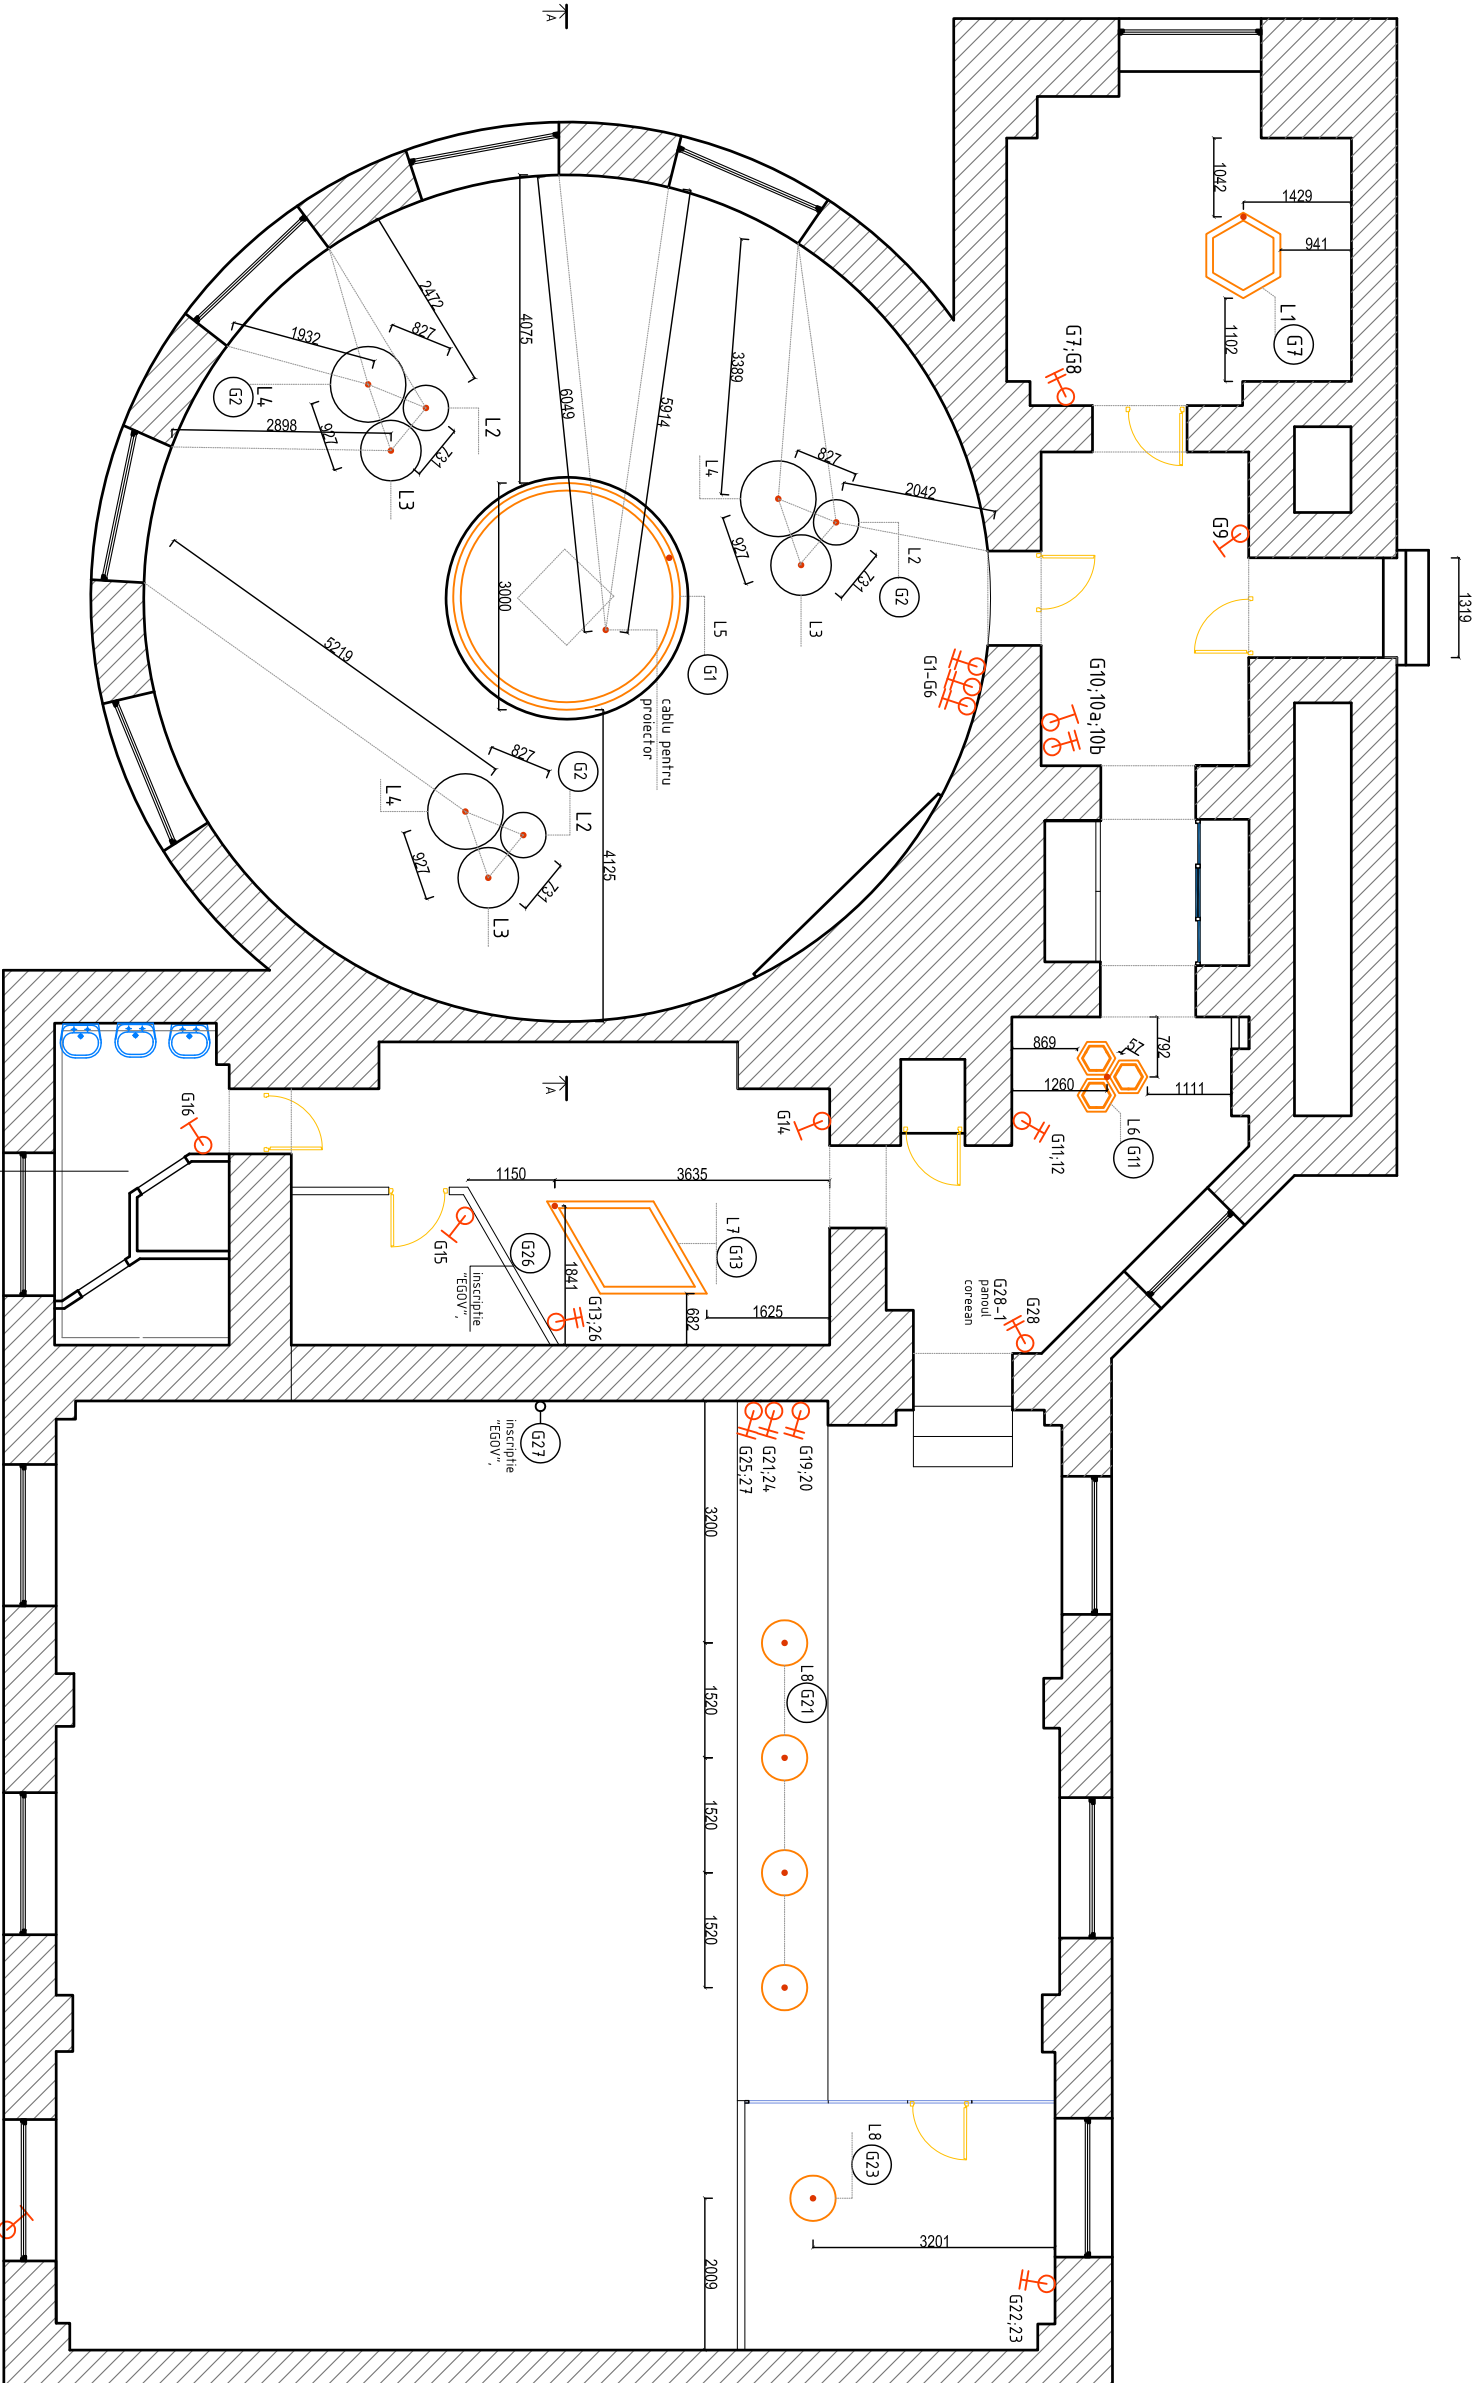 A
1042
1429
941
L1
G7
1102
G7;G8
G9
1319
2472
827
1932
L4
G2
L2
2898
927
731
L3
4075
6049
5914
3389
827
2042
L4
L2
G2
927
731
L3
3000
L5
G1
G1-G6
G10;10a;10b
cablu pentru
proiector
5219
827
G2
L4
L2
927
731
L3
4125
869
57
792
1260
1111
L6
G11
G11;12
G14
A
G16
1150
3635
L7
G13
G15
G26
inscriptie
"EGOV",
1841
G13;26
682
1625
G28
G28-1
panoul
coreean
G27
inscriptie
"EGOV",
G19;20
G21;24
G25;27
3200
L8
G21
1520
1520
1520
L8
G23
3201
2009
G22;23